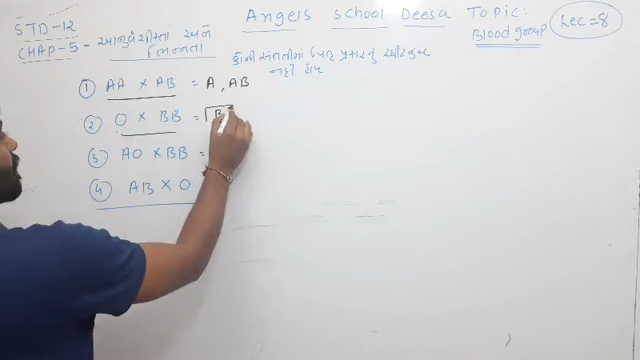 STD-12
Angels School Deesa
Topic:
Blood group
Lec=8
CHAP-5- આનુવંશીકતા અને
ભિન્નતા
સંતતીમાં
પ્રકારનું
નહી હોય
① AA × AB = A, AB
② O × BB = B
③ AO × BB =
④ AB × O